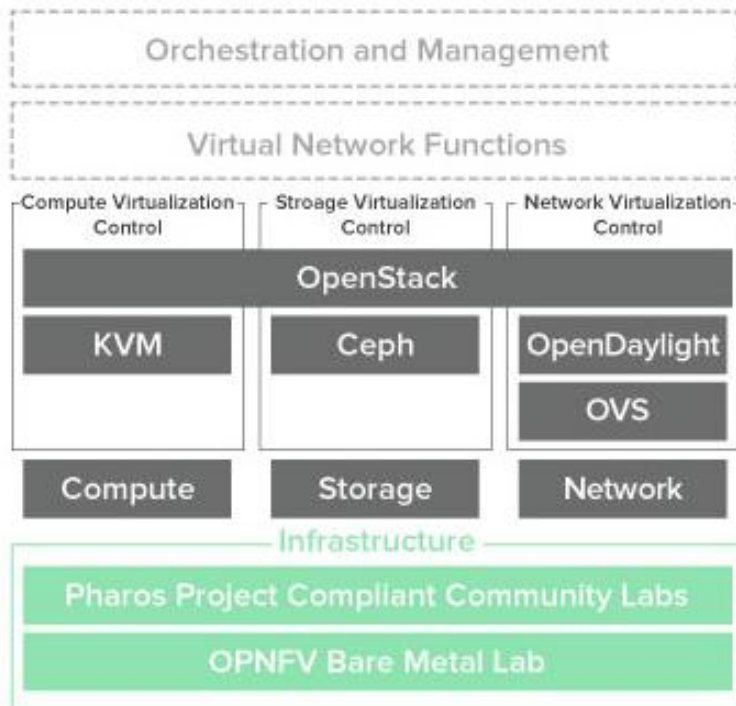 Orchestration and Management
Virtual Network Functions
Compute Virtualization
Control
Stroage Virtualization
Control
Network Virtualization
Control
OpenStack
KVM
Ceph
OpenDaylight
OVS
Compute
Storage
Network
Infrastructure
Pharos Project Compliant Community Labs
OPNFV Bare Metal Lab